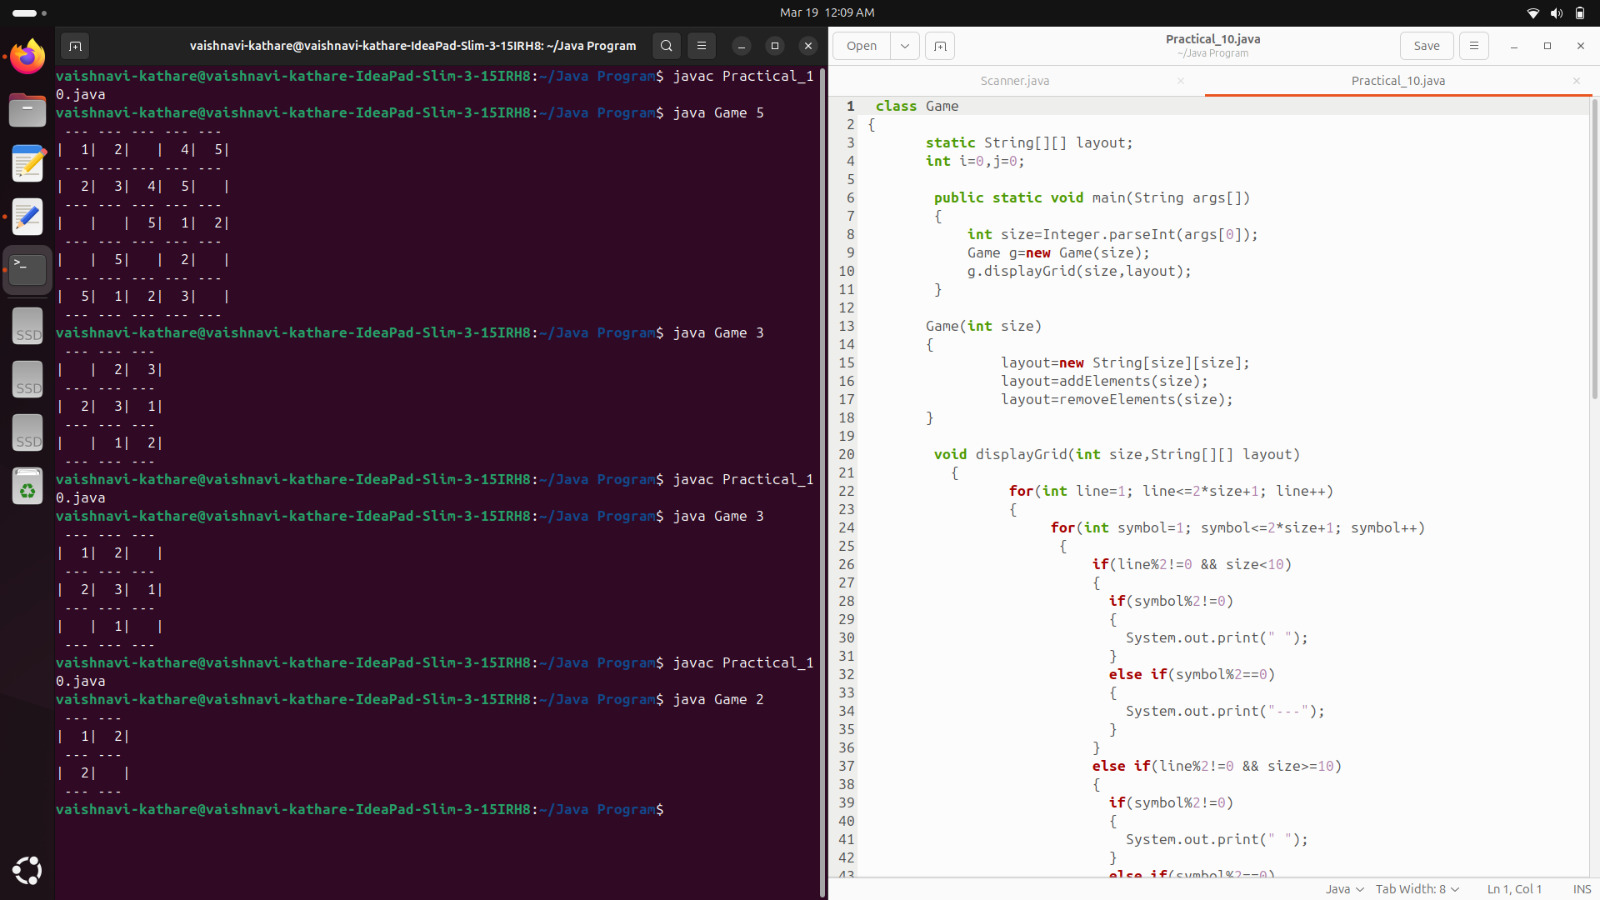 Mar 19 12:09 AM
vaishnavi-kathare@vaishnavi-kathare-IdeaPad-Slim-3-15IRH8: ~/Java Program
vaishnavi-kathare@vaishnavi-kathare-IdeaPad-Slim-3-15IRH8:~/Java Program$ javac Practical_1
0.java
vaishnavi-kathare@vaishnavi-kathare-IdeaPad-Slim-3-15IRH8:~/Java Program$ java Game 5
 --- --- --- --- ---
|  1|  2|   |  4|  5|
 --- --- --- --- ---
|  2|  3|  4|  5|   |
 --- --- --- --- ---
|   |   |  5|  1|  2|
 --- --- --- --- ---
|   |  5|   |  2|   |
 --- --- --- --- ---
|  5|  1|  2|  3|   |
 --- --- --- --- ---
vaishnavi-kathare@vaishnavi-kathare-IdeaPad-Slim-3-15IRH8:~/Java Program$ java Game 3
 --- --- ---
|   |  2|  3|
 --- --- ---
|  2|  3|  1|
 --- --- ---
|   |  1|  2|
 --- --- ---
vaishnavi-kathare@vaishnavi-kathare-IdeaPad-Slim-3-15IRH8:~/Java Program$ javac Practical_1
0.java
vaishnavi-kathare@vaishnavi-kathare-IdeaPad-Slim-3-15IRH8:~/Java Program$ java Game 3
 --- --- ---
|  1|  2|   |
 --- --- ---
|  2|  3|  1|
 --- --- ---
|   |  1|   |
 --- --- ---
vaishnavi-kathare@vaishnavi-kathare-IdeaPad-Slim-3-15IRH8:~/Java Program$ javac Practical_1
0.java
vaishnavi-kathare@vaishnavi-kathare-IdeaPad-Slim-3-15IRH8:~/Java Program$ java Game 2
 --- ---
|  1|  2|
 --- ---
|  2|   |
 --- ---
vaishnavi-kathare@vaishnavi-kathare-IdeaPad-Slim-3-15IRH8:~/Java Program$
SSD
SSD
SSD
Open
Practical_10.java
~/Java Program
Save
Scanner.java
Practical_10.java
1 class Game
2 {
3 static String[][] layout;
4 int i=0,j=0;
5
6 public static void main(String args[])
7 {
8 int size=Integer.parseInt(args[0]);
9 Game g=new Game(size);
10 g.displayGrid(size,layout);
11 }
12
13 Game(int size)
14 {
15 layout=new String[size][size];
16 layout=addElements(size);
17 layout=removeElements(size);
18 }
19
20 void displayGrid(int size,String[][] layout)
21 {
22 for(int line=1; line<=2*size+1; line++)
23 {
24 for(int symbol=1; symbol<=2*size+1; symbol++)
25 {
26 if(line%2!=0 && size<10)
27 {
28 if(symbol%2!=0)
29 {
30 System.out.print(" ");
31 }
32 else if(symbol%2==0)
33 {
34 System.out.print("---");
35 }
36 }
37 else if(line%2!=0 && size>=10)
38 {
39 if(symbol%2!=0)
40 {
41 System.out.print(" ");
42 }
43 else if(symbol%2==0)
Java
Tab Width: 8
Ln 1, Col 1
INS